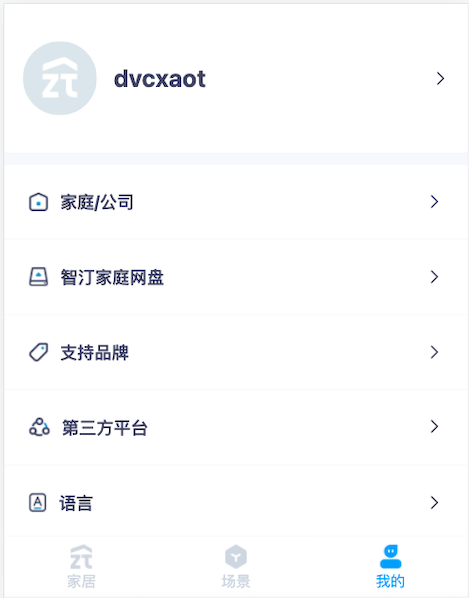 dvcxaot
家庭/公司
智汀家庭网盘
支持品牌
第三方平台
语言
家居
场景
我的